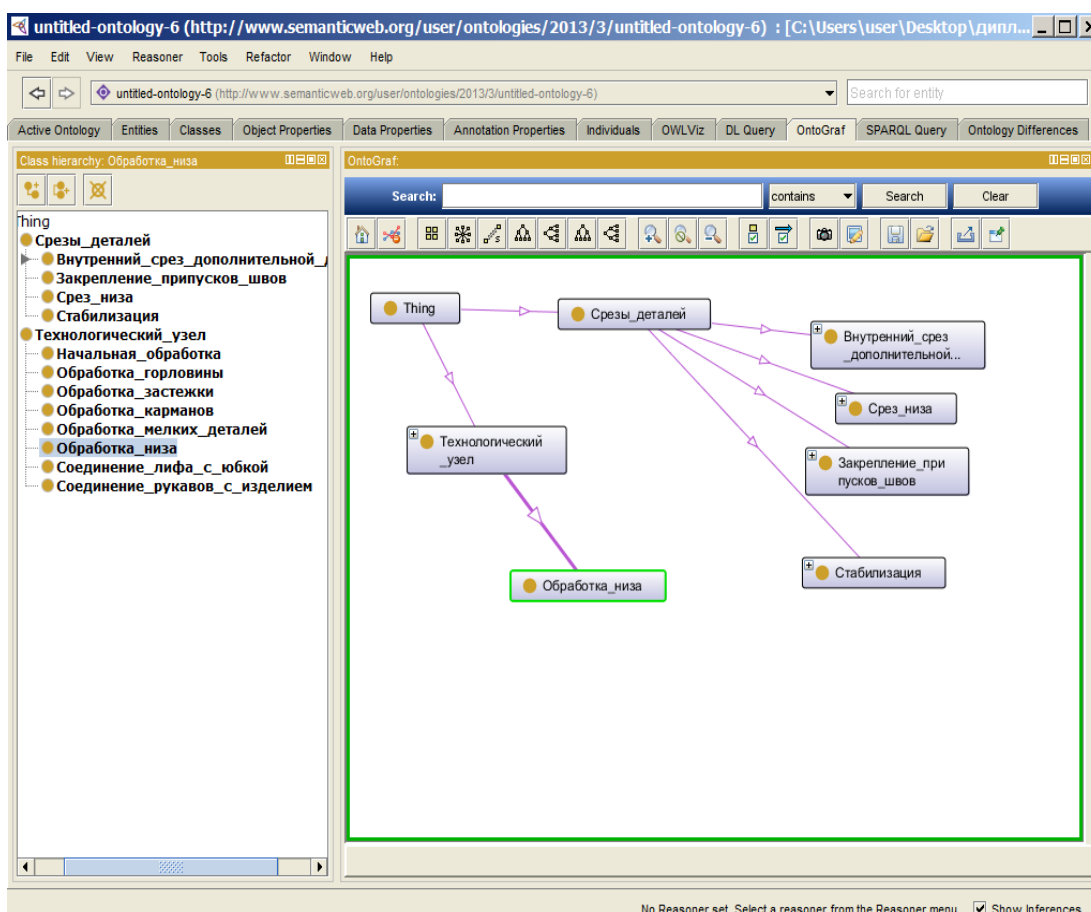 untitled-ontology-6 (http://www.semanticweb.org/user/ontologies/2013/3/untitled-ontology-6) : [C:\Users\user\Desktop\дипл...
File Edit View Reasoner Tools Refactor Window Help
untitled-ontology-6 (http://www.semanticweb.org/user/ontologies/2013/3/untitled-ontology-6)
Search for entity
Active Ontology Entities Classes Object Properties Data Properties Annotation Properties Individuals OWLViz DL Query OntoGraf SPARQL Query Ontology Differences
Class hierarchy: Обработка_низа
Thing
Срезы_деталей
Внутренний_срез_дополнительной_
Закрепление_припусков_швов
Срез_низа
Стабилизация
Технологический_узел
Начальная_обработка
Обработка_горловины
Обработка_застежки
Обработка_карманов
Обработка_мелких_деталей
Обработка_низа
Соединение_лифа_с_юбкой
Соединение_рукавов_с_изделием
OntoGraf:
Search: contains Search Clear
Thing
Срезы_деталей
Внутренний_срез
_дополнительной...
Срез_низа
Технологический
_узел
Закрепление_при
пусков_швов
Стабилизация
Обработка_низа
No Reasoner set. Select a reasoner from the Reasoner menu Show Inferences